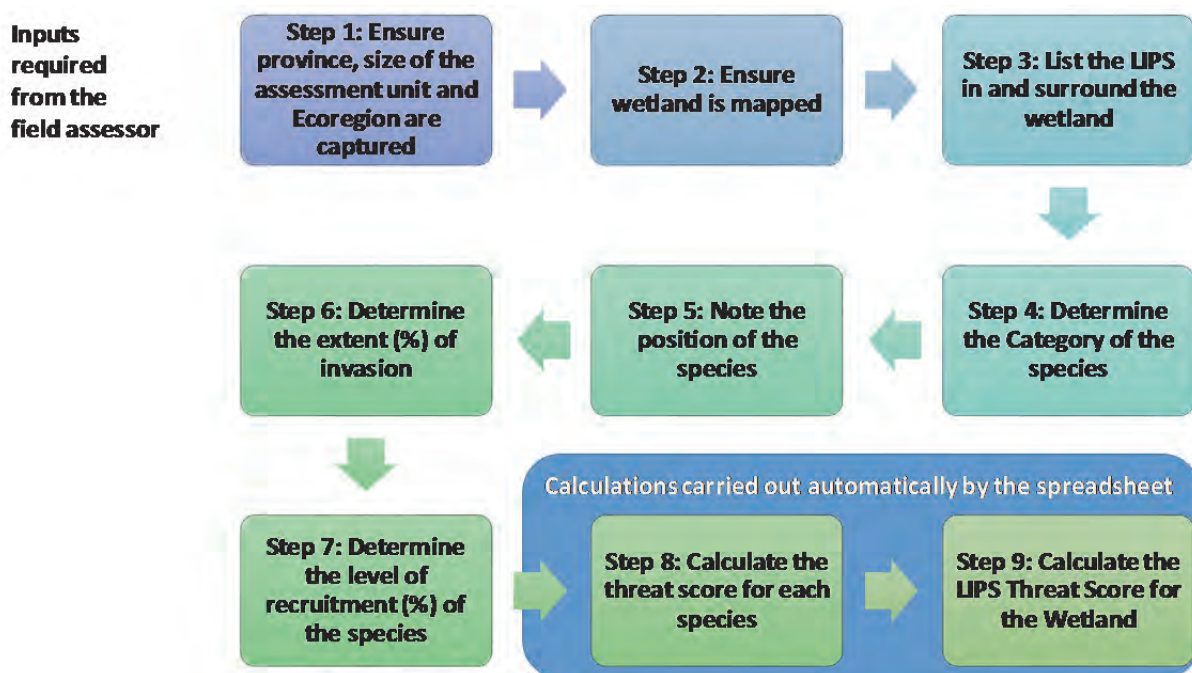 Inputs
required
from the
field assessor
Step 1: Ensure
province, size of the
assessment unit and
Ecoregion are
captured
Step 2: Ensure
wetland is mapped
Step 3: List the LIPS
in and surround the
wetland
Step 4: Determine
the Category of the
species
Step 5: Note the
position of the
species
Step 6: Determine
the extent (%) of
invasion
Step 7: Determine
the level of
recruitment (%) of
the species
Calculations carried out automatically by the spreadsheet
Step 8: Calculate the
threat score for each
species
Step 9: Calculate the
LIPS Threat Score for
the Wetland